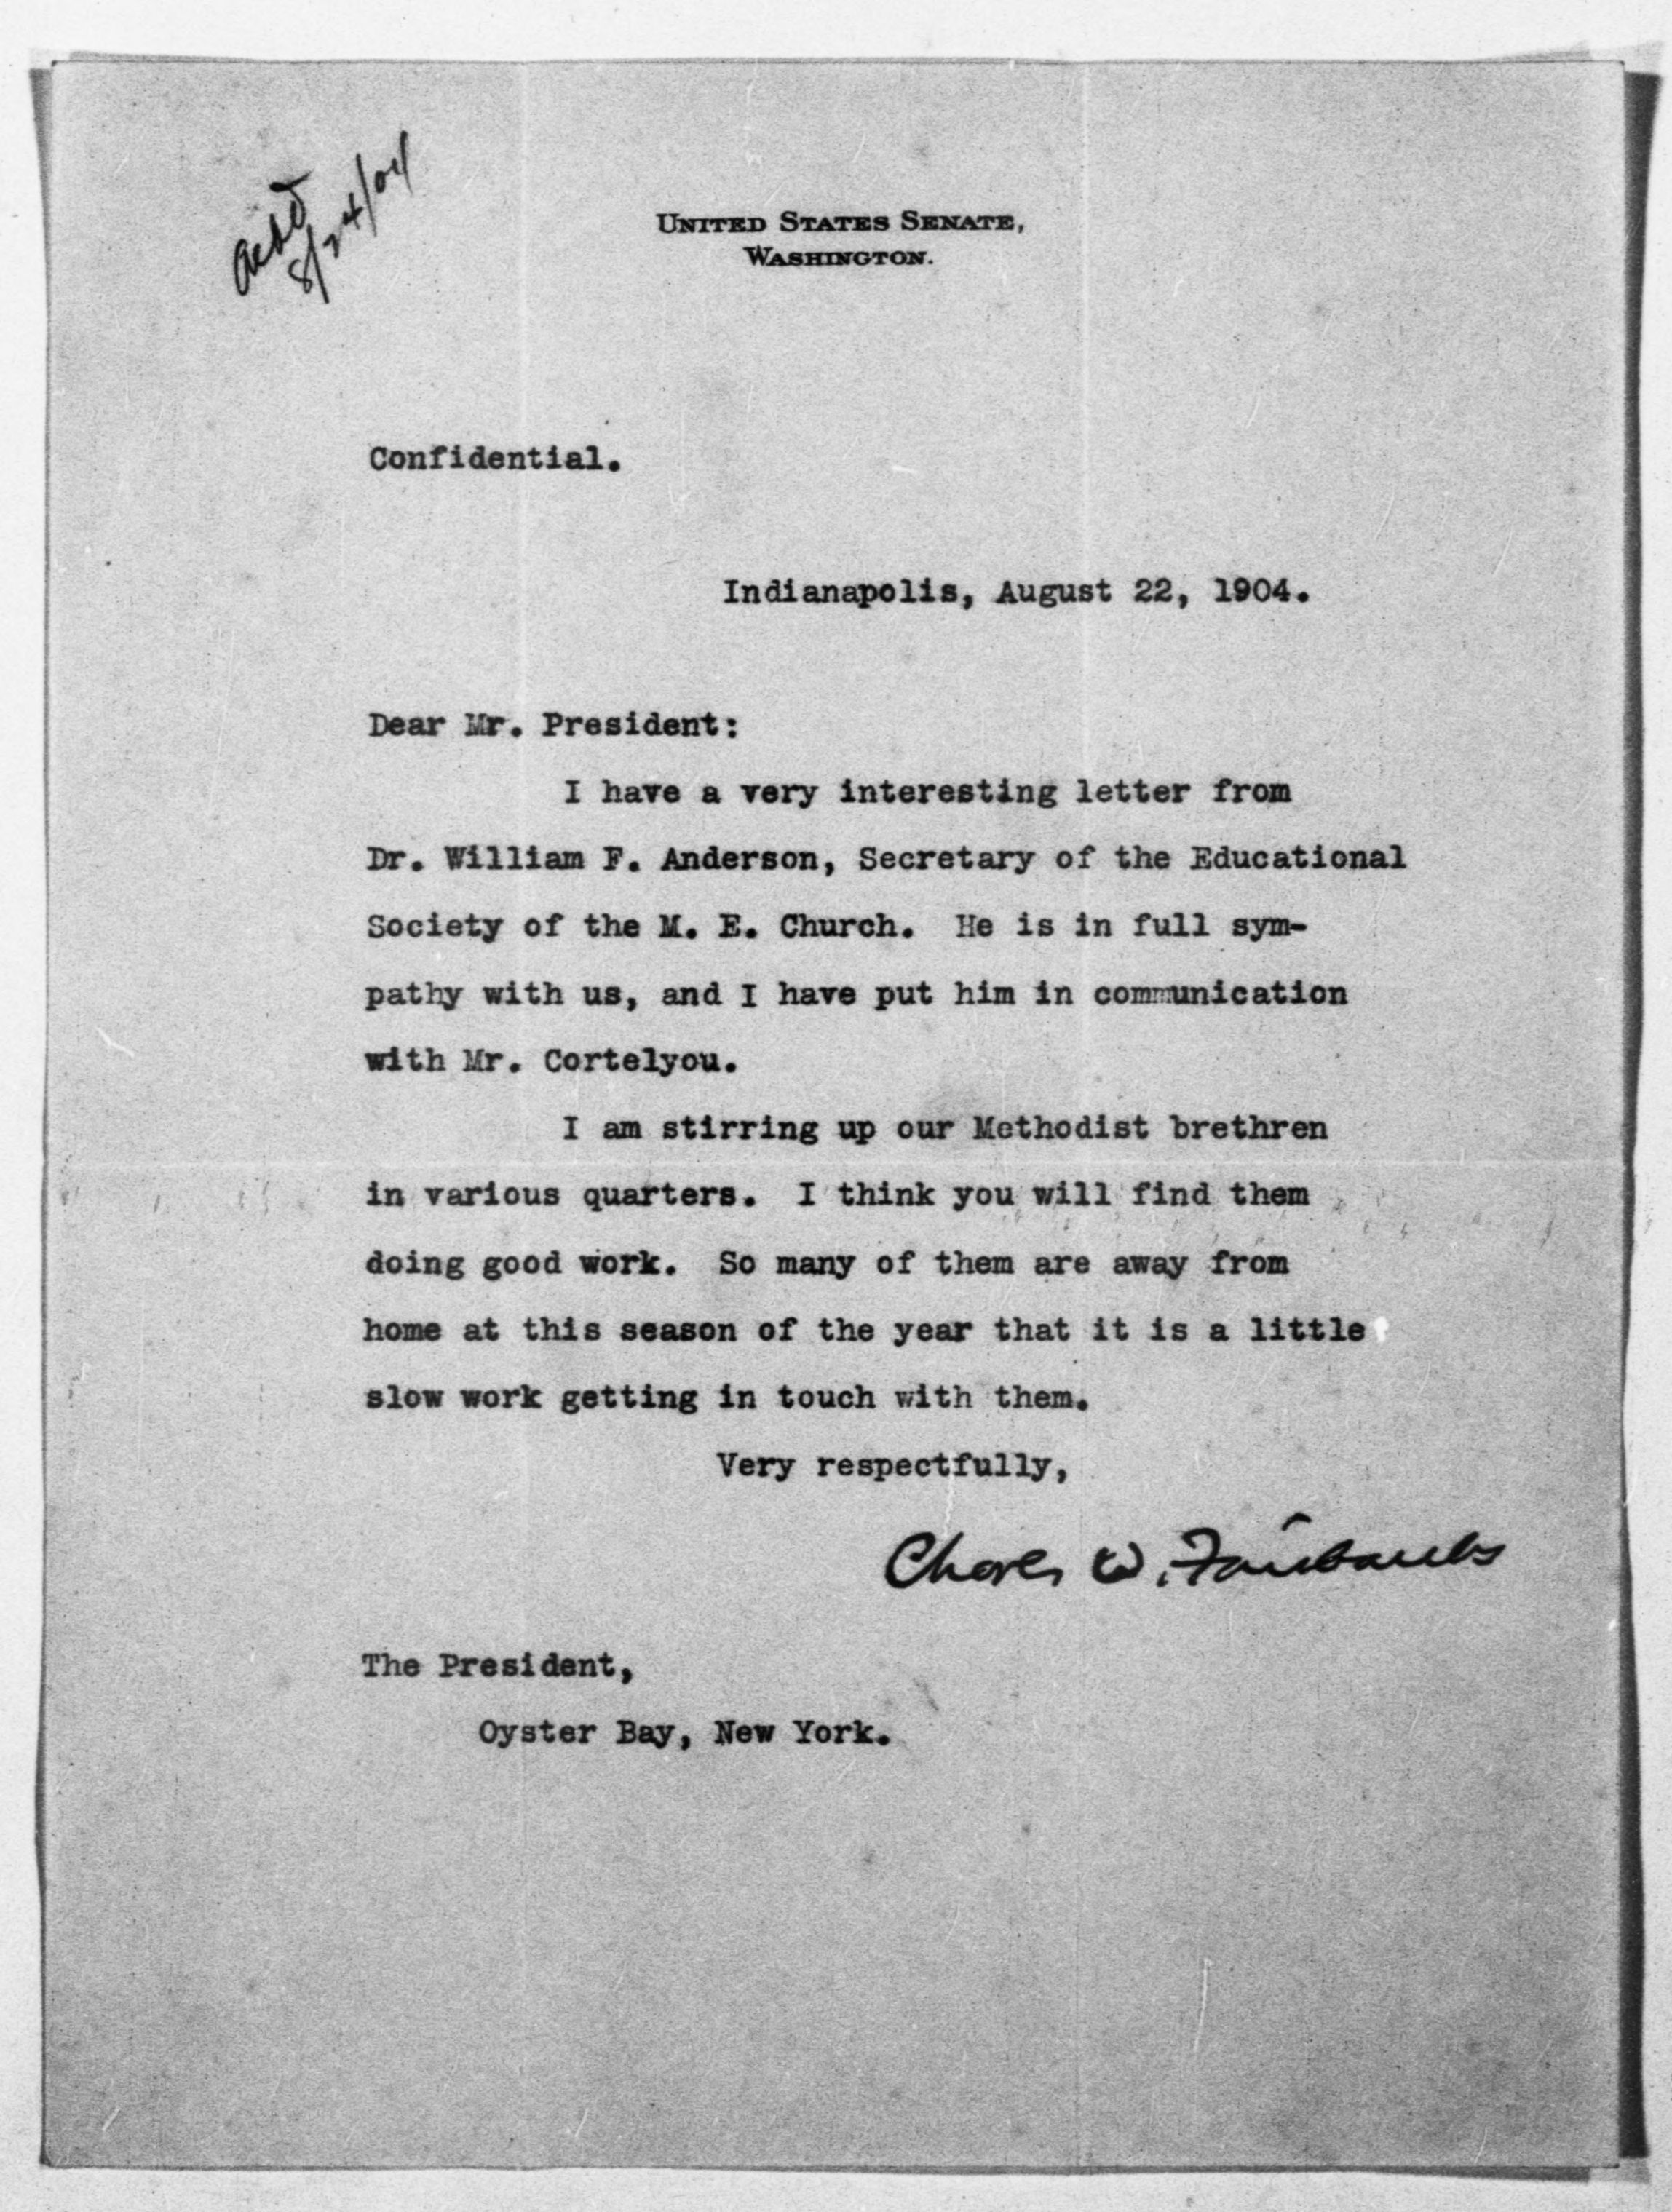 Ackd
8/24/04
UNITED STATES SENATE,
WASHINGTON.
Confidential.
Indianapolis, August 22, 1904.
Dear Mr. President:
I have a very interesting letter from
Dr. William F. Anderson, Secretary of the Educational
Society of the M. E. Church. He is in full sym-
pathy with us, and I have put him in communication
with Mr. Cortelyou.
I am stirring up our Methodist brethren
in various quarters. I think you will find them
doing good work. So many of them are away from
home at this season of the year that it is a little
slow work getting in touch with them.
Very respectfully,
Charles W. Fairbanks
The President,
Oyster Bay, New York.